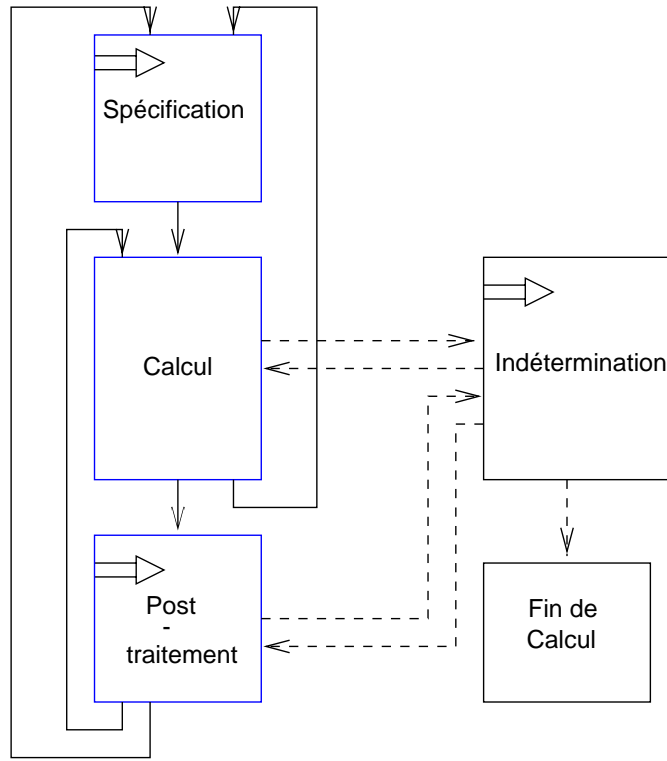 Spécification
Calcul
Indétermination
Post
-
traitement
Fin de
Calcul